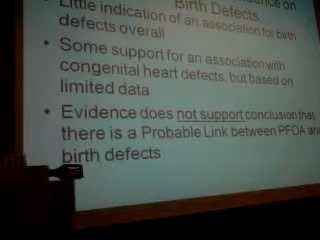 dence on
Birth Defects
• Little indication of an association for birth
defects overall
• Some support for an association with
congenital heart defects, but based on
limited data
• Evidence does not support conclusion that
there is a Probable Link between PFOA and
birth defects